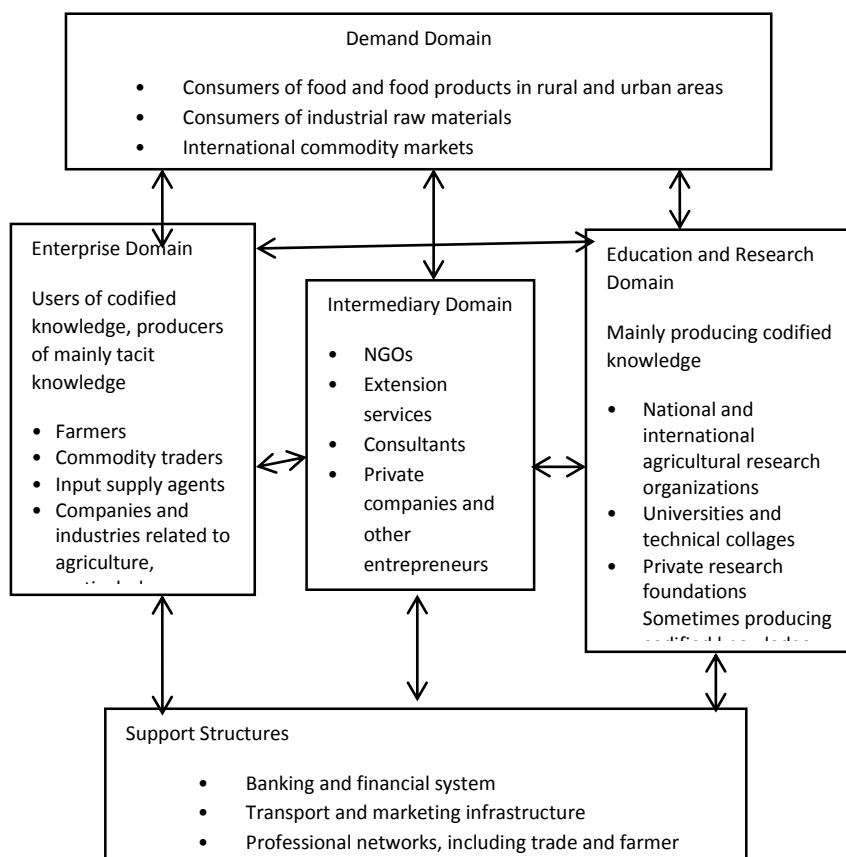 Demand Domain
• Consumers of food and food products in rural and urban areas
• Consumers of industrial raw materials
• International commodity markets
Enterprise Domain
Users of codified
knowledge, producers
of mainly tacit
knowledge
• Farmers
• Commodity traders
• Input supply agents
• Companies and
industries related to
agriculture,
Intermediary Domain
• NGOs
• Extension
services
• Consultants
• Private
companies and
other
entrepreneurs
Education and Research
Domain
Mainly producing codified
knowledge
• National and
international
agricultural research
organizations
• Universities and
technical collages
• Private research
foundations
Sometimes producing
Support Structures
• Banking and financial system
• Transport and marketing infrastructure
• Professional networks, including trade and farmer